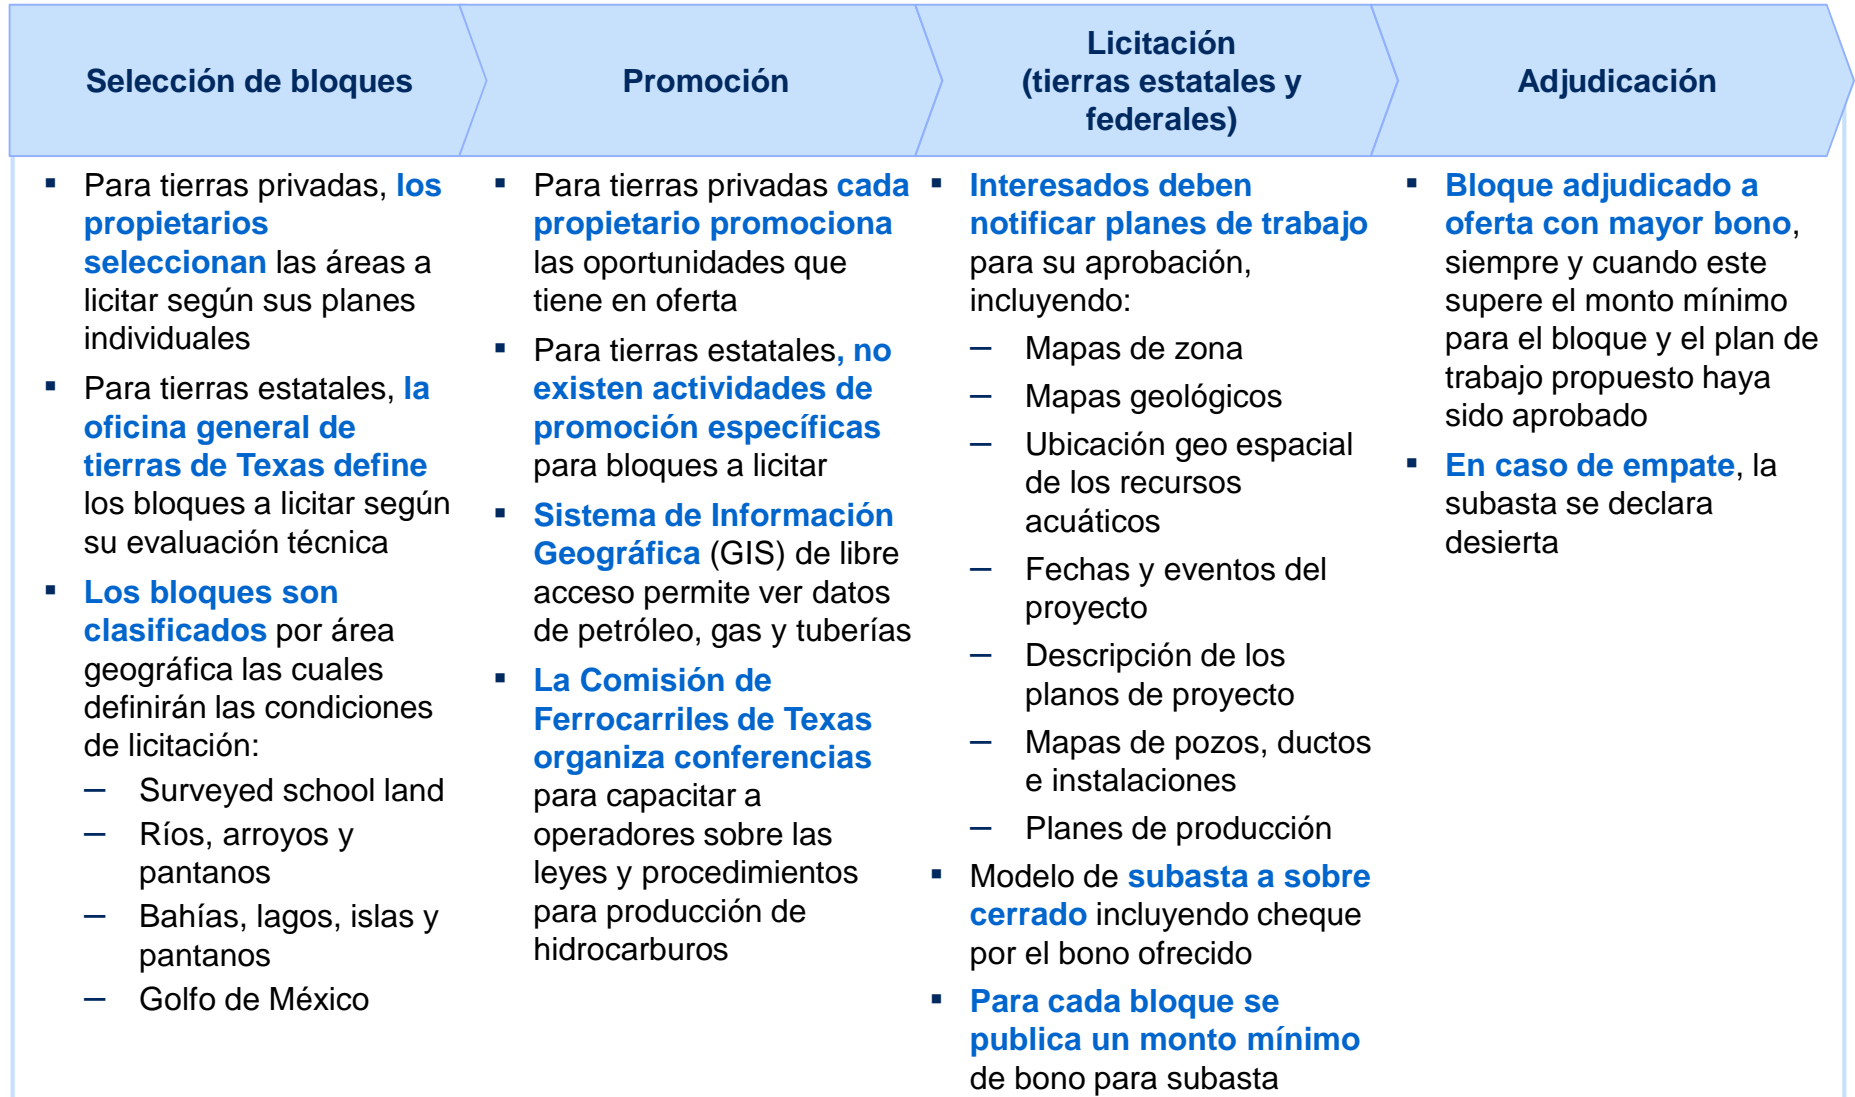 Selección de bloques
Promoción
Licitación
(tierras estatales y
federales)
Adjudicación
▪ Para tierras privadas, los
propietarios
seleccionan las áreas a
licitar según sus planes
individuales
▪ Para tierras estatales, la
oficina general de
tierras de Texas define
los bloques a licitar según
su evaluación técnica
▪ Los bloques son
clasificados por área
geográfica las cuales
definirán las condiciones
de licitación:
– Surveyed school land
– Ríos, arroyos y
pantanos
– Bahías, lagos, islas y
pantanos
– Golfo de México
▪ Para tierras privadas cada
propietario promociona
las oportunidades que
tiene en oferta
▪ Para tierras estatales, no
existen actividades de
promoción específicas
para bloques a licitar
▪ Sistema de Información
Geográfica (GIS) de libre
acceso permite ver datos
de petróleo, gas y tuberías
▪ La Comisión de
Ferrocarriles de Texas
organiza conferencias
para capacitar a
operadores sobre las
leyes y procedimientos
para producción de
hidrocarburos
▪ Interesados deben
notificar planes de trabajo
para su aprobación,
incluyendo:
– Mapas de zona
– Mapas geológicos
– Ubicación geo espacial
de los recursos
acuáticos
– Fechas y eventos del
proyecto
– Descripción de los
planos de proyecto
– Mapas de pozos, ductos
e instalaciones
– Planes de producción
▪ Modelo de subasta a sobre
cerrado incluyendo cheque
por el bono ofrecido
▪ Para cada bloque se
publica un monto mínimo
de bono para subasta
▪ Bloque adjudicado a
oferta con mayor bono,
siempre y cuando este
supere el monto mínimo
para el bloque y el plan de
trabajo propuesto haya
sido aprobado
▪ En caso de empate, la
subasta se declara
desierta